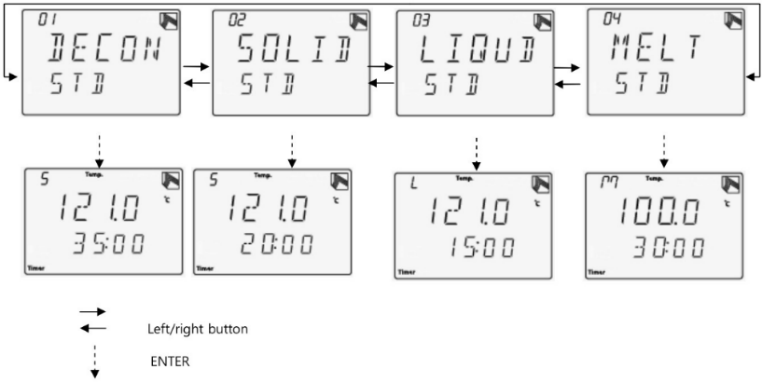 01
DECON
STD
02
SOLID
STD
03
LIQUD
STD
04
MELT
STD
S Temp.
121.0 °C
35:00
Timer
S Temp.
121.0 °C
20:00
Timer
L Temp.
121.0 °C
15:00
Timer
M Temp.
100.0 °C
30:00
Timer
Left/right button
ENTER